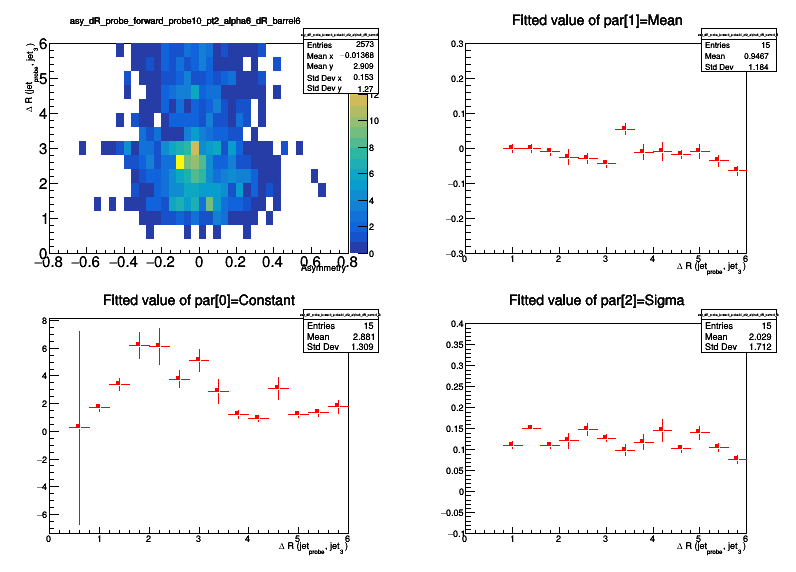 asy_dR_probe_forward_probe10_pt2_alpha6_dR_barrel6
Entries 2573
Mean x −0.01368
Mean y 2.909
Std Dev x 0.153
Std Dev y 1.27
Δ R (jet_probe, jet_3)
6
5
4
3
2
1
0
−0.8 −0.6 −0.4 −0.2 0 0.2 0.4 0.6 0.8
Asymmetry
12
10
8
6
4
2
0
Fitted value of par[1]=Mean
Entries 15
Mean 0.9467
Std Dev 1.184
0.3
0.2
0.1
0
−0.1
−0.2
−0.3
0 1 2 3 4 5 6
Δ R (jet_probe, jet_3)
Fitted value of par[0]=Constant
Entries 15
Mean 2.881
Std Dev 1.309
8
6
4
2
0
−2
−4
−6
0 1 2 3 4 5 6
Δ R (jet_probe, jet_3)
Fitted value of par[2]=Sigma
Entries 15
Mean 2.029
Std Dev 1.712
0.4
0.35
0.3
0.25
0.2
0.15
0.1
0.05
0
−0.05
−0.1
0 1 2 3 4 5 6
Δ R (jet_probe, jet_3)